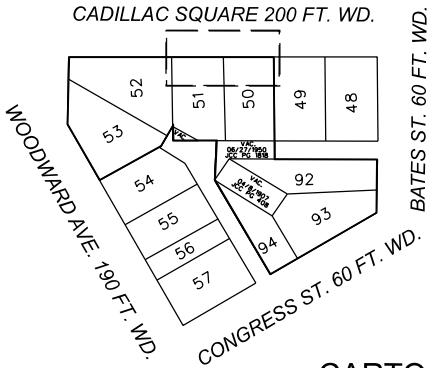 CADILLAC SQUARE 200 FT. WD.
BATES ST. 60 FT. WD.
WOODWARD AVE. 190 FT. WD.
52
51
50
49
48
53
VAC.
VAC.
06/27/1950
JCC PG 1818
54
VAC.
04/8/1907
JCC PG 408
92
55
93
56
94
57
CONGRESS ST. 60 FT. WD.
CARTO